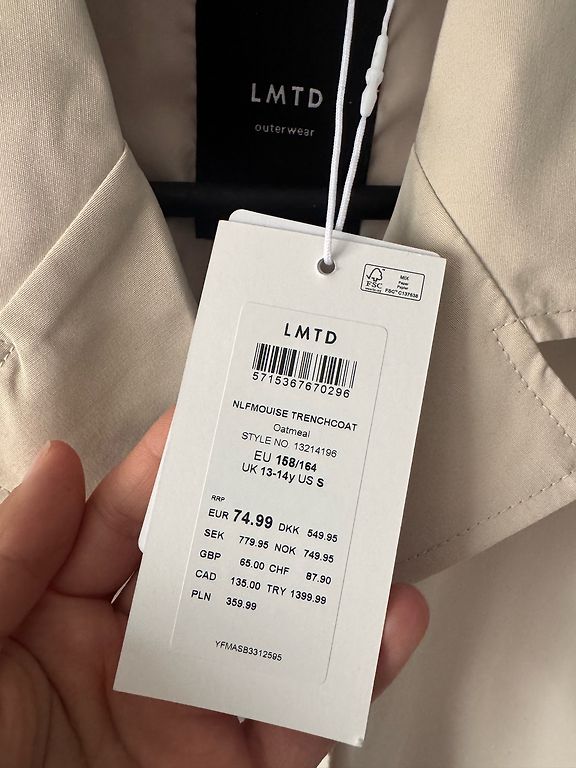 LMTD
outerwear
FSC
MIX
Paper
FSC™ C137638
LMTD
5715367670296
NLFMOUISE TRENCHCOAT
Oatmeal
STYLE NO 13214196
EU 158/164
UK 13-14y US S
RRP
EUR 74.99 DKK 549.95
SEK 779.95 NOK 749.95
GBP 65.00 CHF 87.90
CAD 135.00 TRY 1399.99
PLN 359.99
YFMASB3312595